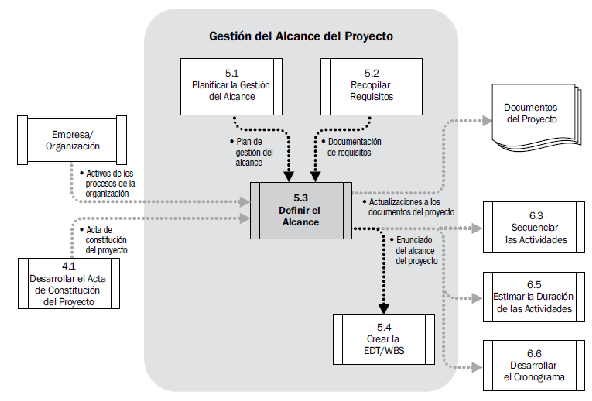 Gestión del Alcance del Proyecto
5.1
Planificar la Gestión
del Alcance
5.2
Recopilar
Requisitos
Documentos
del Proyecto
Empresa/
Organización
• Plan de
gestión del
alcance
• Documentación
de requisitos
• Activos de los
procesos de la
organización
5.3
Definir el
Alcance
• Actualizaciones a los
documentos del proyecto
• Acta de
constitución
del proyecto
• Enunciado
del alcance
del proyecto
6.3
Secuenciar
las Actividades
4.1
Desarrollar el Acta
de Constitución
del Proyecto
6.5
Estimar la Duración
de las Actividades
5.4
Crear la
EDT/WBS
6.6
Desarrollar
el Cronograma